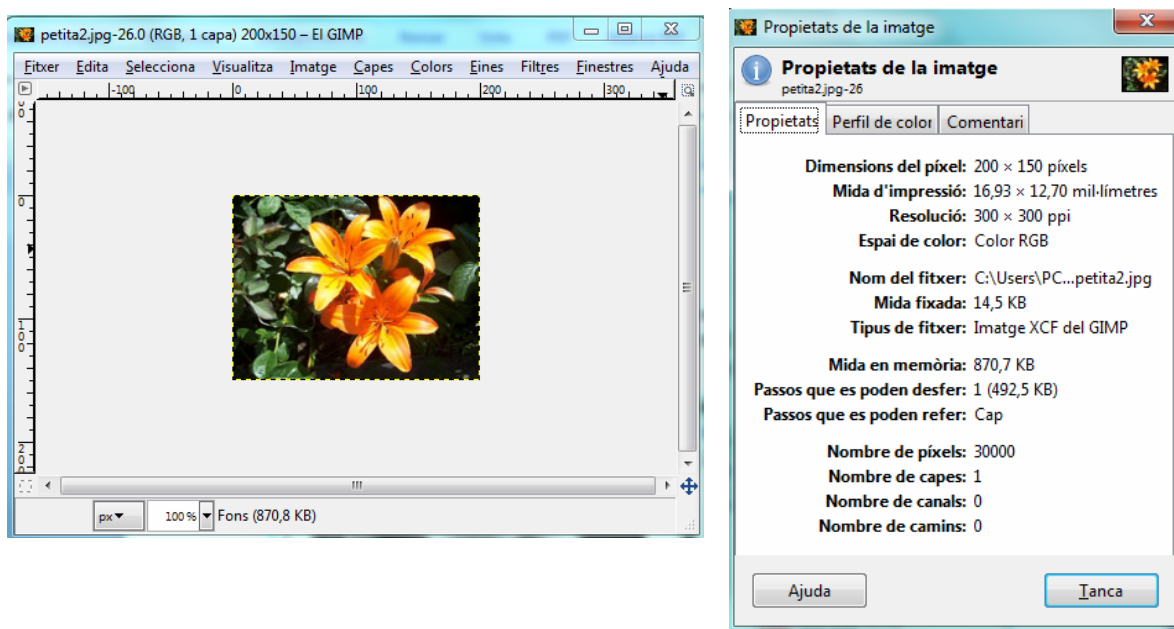 petita2.jpg-26.0 (RGB, 1 capa) 200x150 – El GIMP
Fitxer Edita Selecciona Visualitza Imatge Capes Colors Eines Filtres Finestres Ajuda
-100 0 100 200 300
0
0
100
200
px 100 % Fons (870,8 KB)
Propietats de la imatge
Propietats de la imatge
petita2.jpg-26
Propietats Perfil de color Comentari
Dimensions del píxel: 200 × 150 píxels
Mida d'impressió: 16,93 × 12,70 mil·límetres
Resolució: 300 × 300 ppi
Espai de color: Color RGB
Nom del fitxer: C:\Users\PC...petita2.jpg
Mida fixada: 14,5 KB
Tipus de fitxer: Imatge XCF del GIMP
Mida en memòria: 870,7 KB
Passos que es poden desfer: 1 (492,5 KB)
Passos que es poden refer: Cap
Nombre de píxels: 30000
Nombre de capes: 1
Nombre de canals: 0
Nombre de camins: 0
Ajuda Tanca